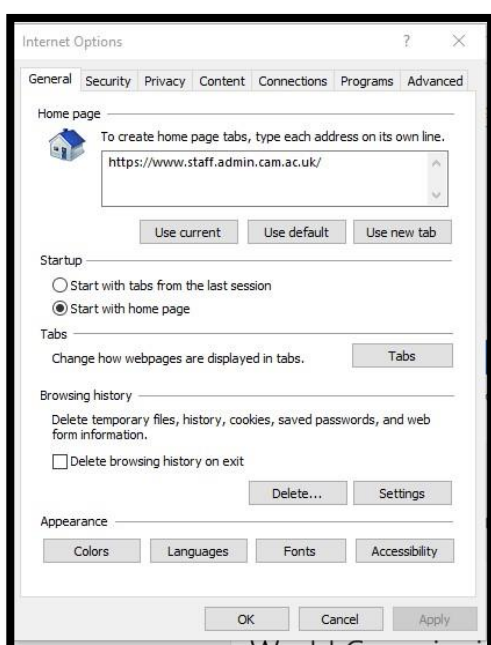 Internet Options ?
General Security Privacy Content Connections Programs Advanced
Home page
To create home page tabs, type each address on its own line.
https://www.staff.admin.cam.ac.uk/
Use current Use default Use new tab
Startup
Start with tabs from the last session
Start with home page
Tabs
Change how webpages are displayed in tabs. Tabs
Browsing history
Delete temporary files, history, cookies, saved passwords, and web
form information.
Delete browsing history on exit
Delete... Settings
Appearance
Colors Languages Fonts Accessibility
OK Cancel Apply